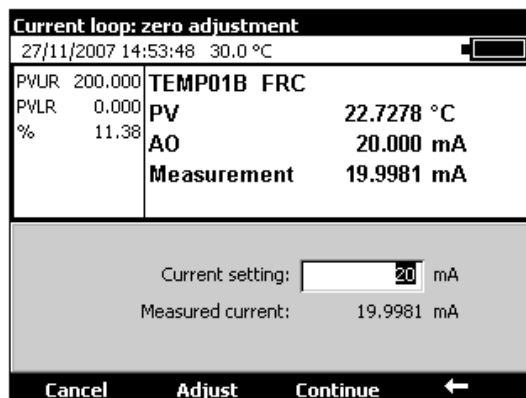 Current loop: zero adjustment
27/11/2007 14:53:48 30.0 °C
PVUR 200.000
PVLR 0.000
% 11.38
TEMP01B FRC
PV 22.7278 °C
AO 20.000 mA
Measurement 19.9981 mA
Current setting: 20 mA
Measured current: 19.9981 mA
Cancel Adjust Continue ←